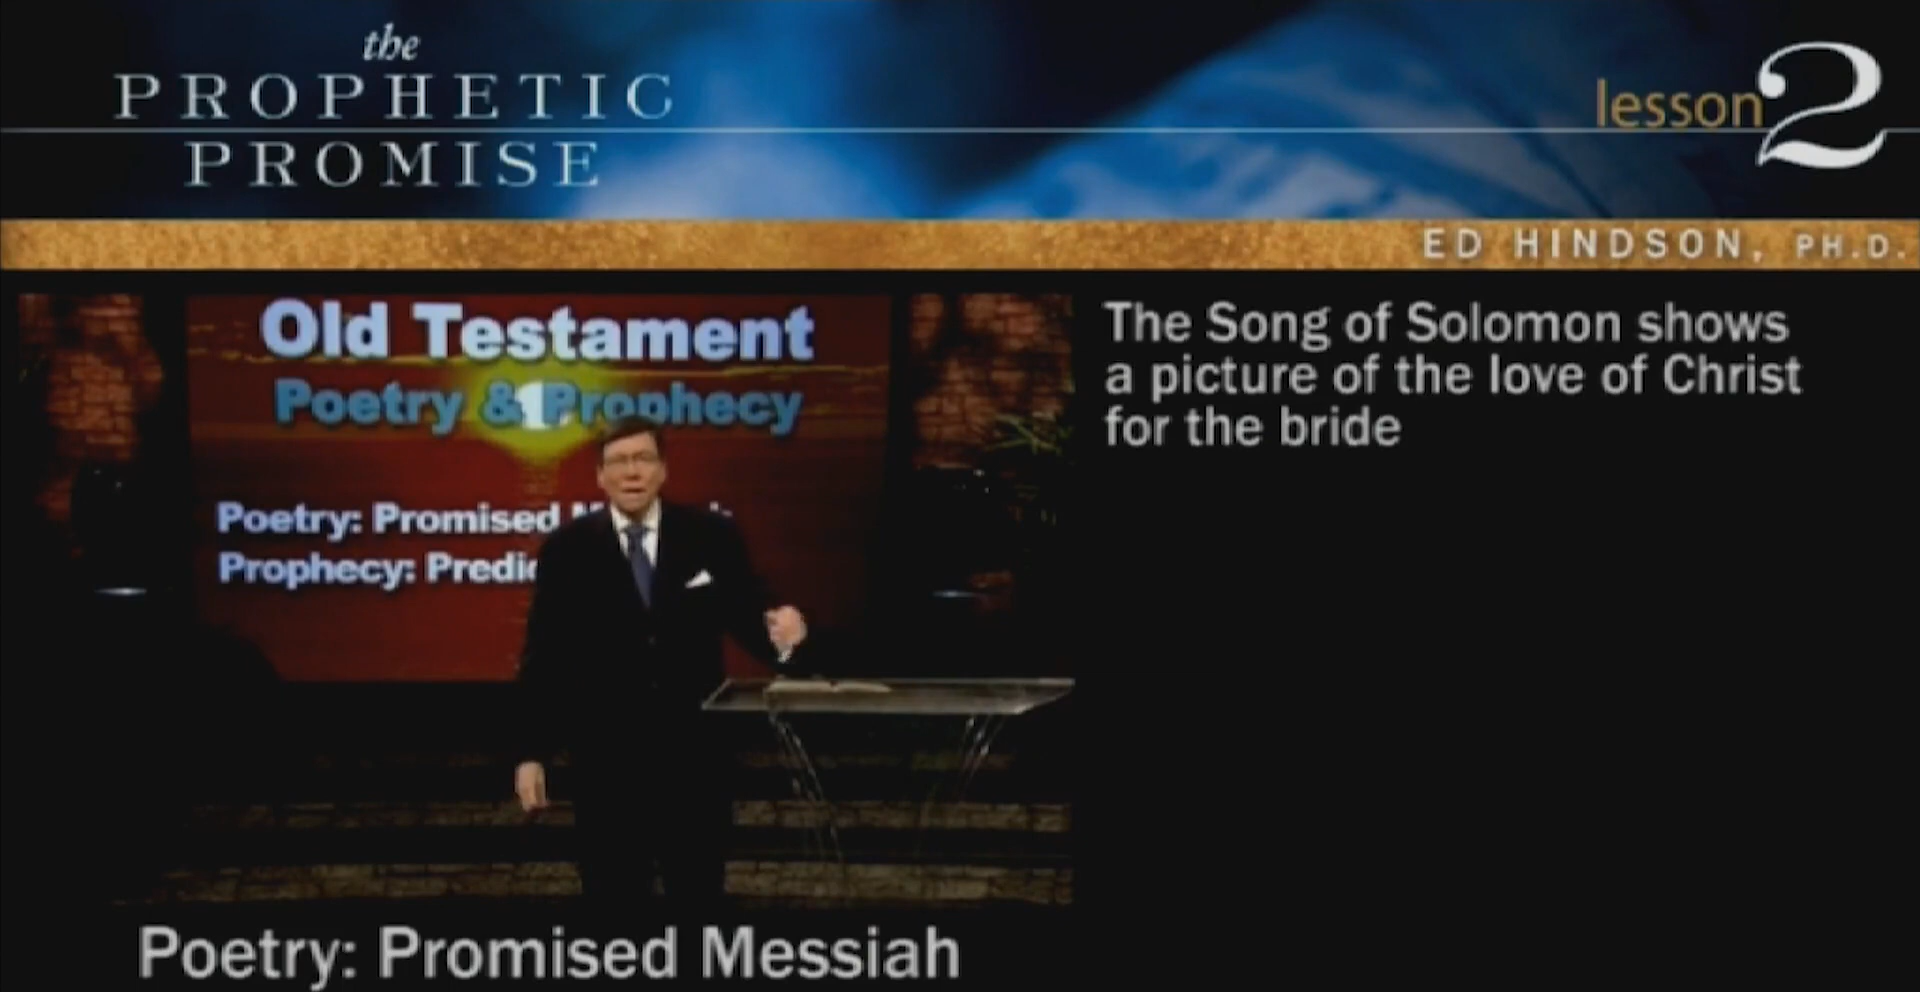 the
PROPHETIC
PROMISE
lesson 2
ED HINDSON, PH.D.
Old Testament
Poetry & Prophecy
Poetry: Promised
Prophecy:
The Song of Solomon shows
a picture of the love of Christ
for the bride
Poetry: Promised Messiah